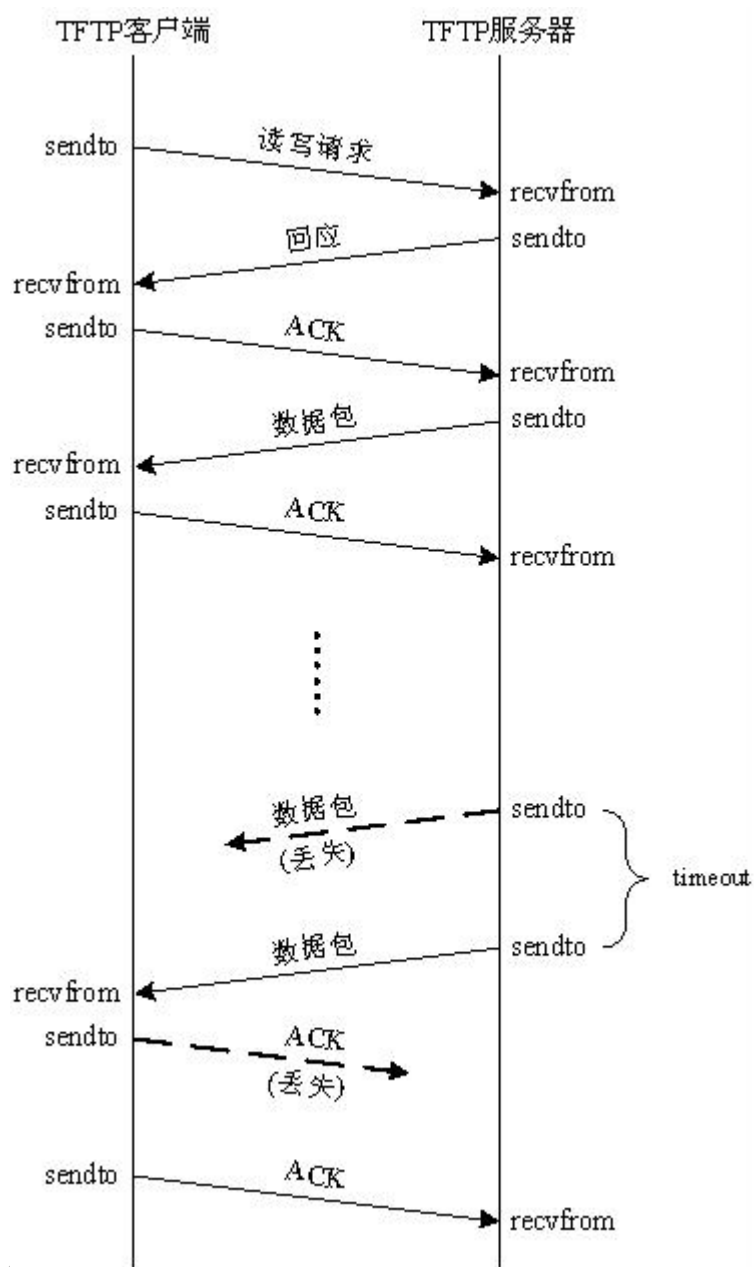 TFTP客户端 TFTP服务器
sendto 读写请求
recvfrom
回应 sendto
recvfrom
sendto ACK
recvfrom
数据包 sendto
recvfrom
sendto ACK
recvfrom
数据包 sendto
(丢失)
timeout
数据包 sendto
recvfrom
sendto ACK
(丢失)
sendto ACK
recvfrom